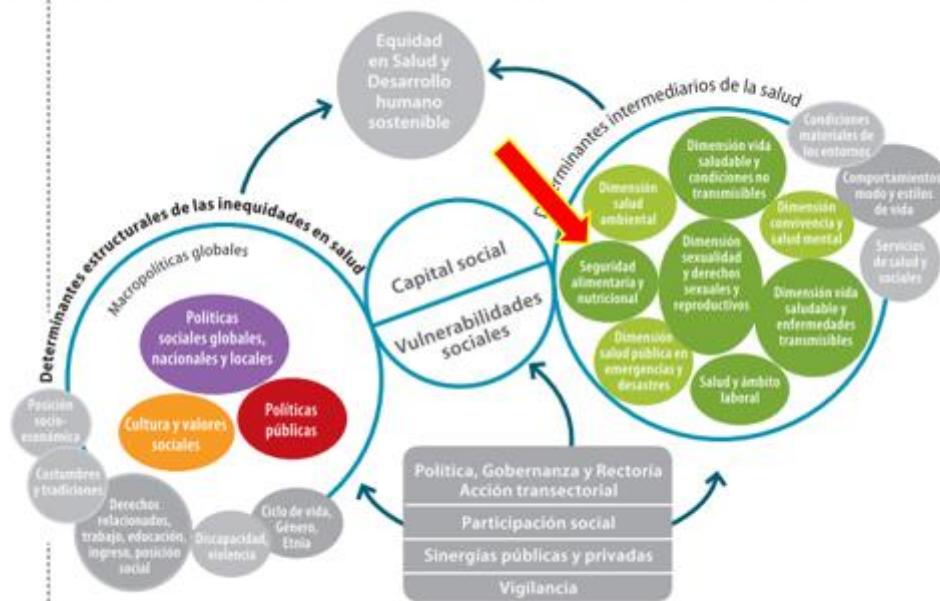 Equidad
en Salud y
Desarrollo
humano
sostenible
Determinantes estructurales de las inequidades en salud
Macropolíticas globales
Políticas
sociales globales,
nacionales y locales
Cultura y valores
sociales
Políticas
públicas
Posición
socio-
económica
Costumbres
y tradiciones
Derechos
relacionados,
trabajo, educación,
ingreso, posición
social
Discapacidad,
violencia
Ciclo de vida,
Género,
Etnia
Capital social
Vulnerabilidades
sociales
erminantes intermediarios de la salud
Dimensión salud
ambiental
Dimensión vida
saludable y
condiciones no
transmisibles
Dimensión
convivencia y
salud mental
Seguridad
alimentaria y
nutricional
Dimensión
sexualidad
y derechos
sexuales y
reproductivos
Dimensión vida
saludable y
enfermedades
transmisibles
Dimensión
salud pública en
emergencias y
desastres
Salud y ámbito
laboral
Condiciones
materiales de
los entornos
Comportamientos
modo y estilos
de vida
Servicios
de salud y
sociales
Política, Gobernanza y Rectoría
Acción transectorial
Participación social
Sinergías públicas y privadas
Vigilancia